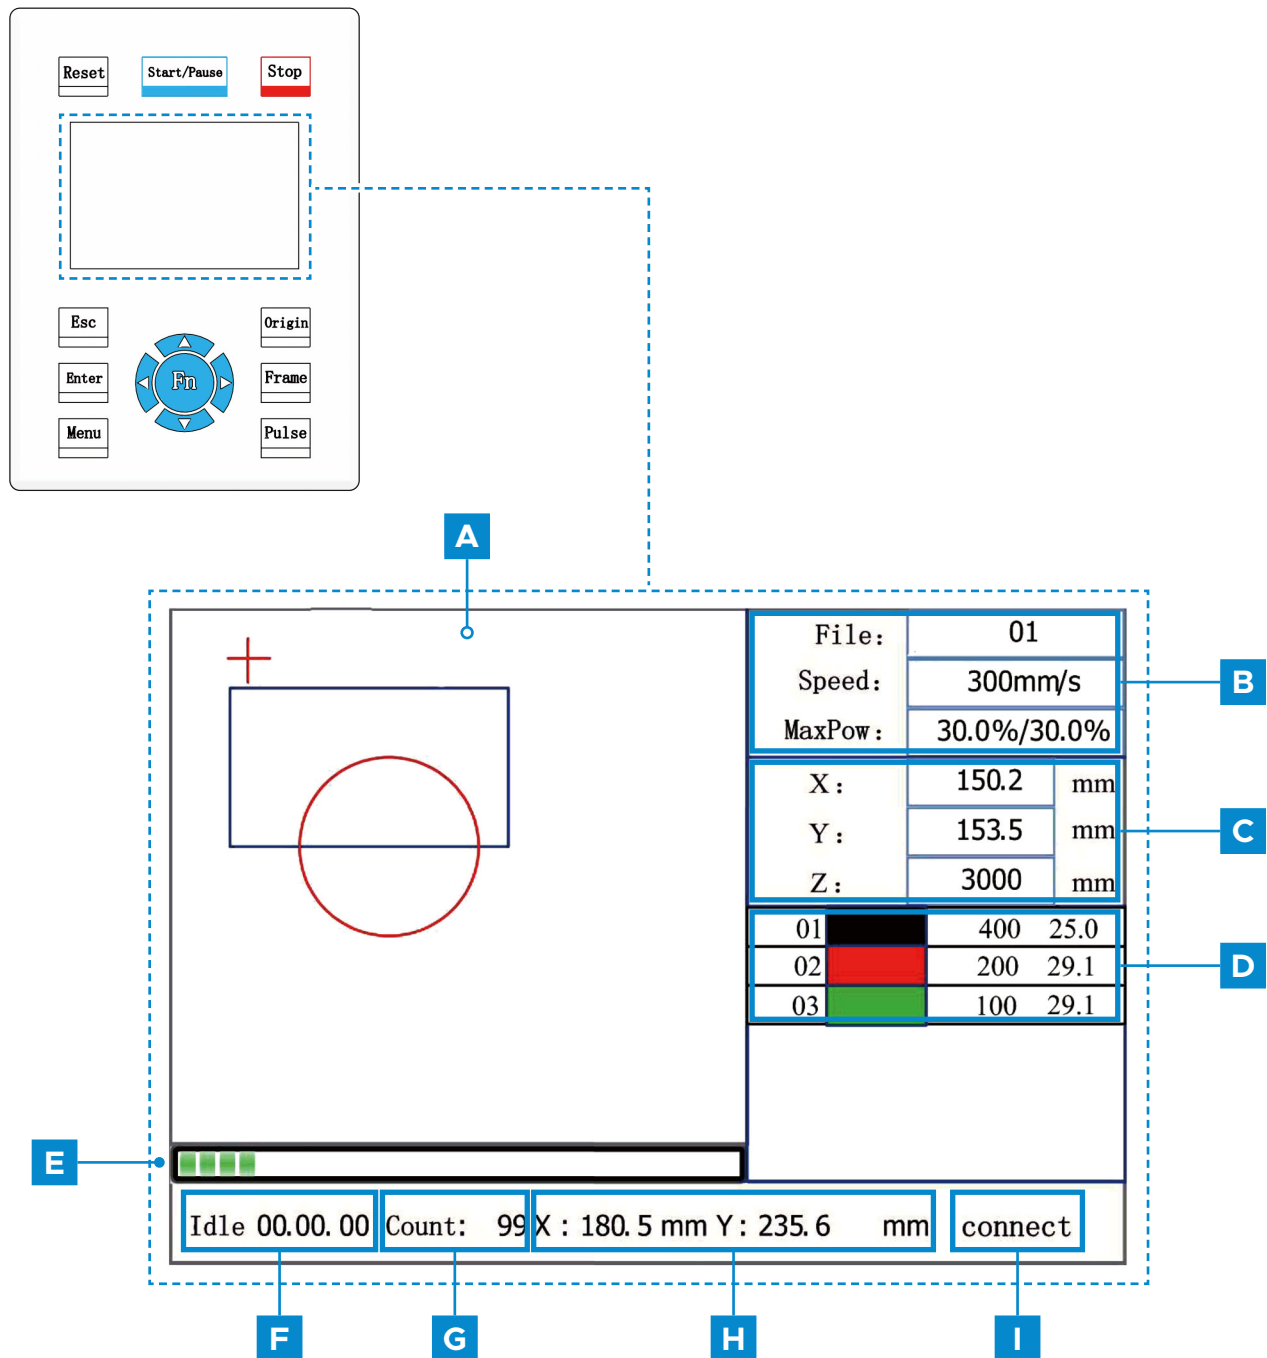 Reset Start/Pause Stop
Esc Origin
Enter Fn Frame
Menu Pulse
A
File: 01
Speed: 300mm/s
MaxPow: 30.0%/30.0%
B
X: 150.2 mm
Y: 153.5 mm
Z: 3000 mm
C
01 400 25.0
02 200 29.1
03 100 29.1
D
E
Idle 00.00.00 Count: 99 X: 180.5 mm Y: 235.6 mm connect
F G H I